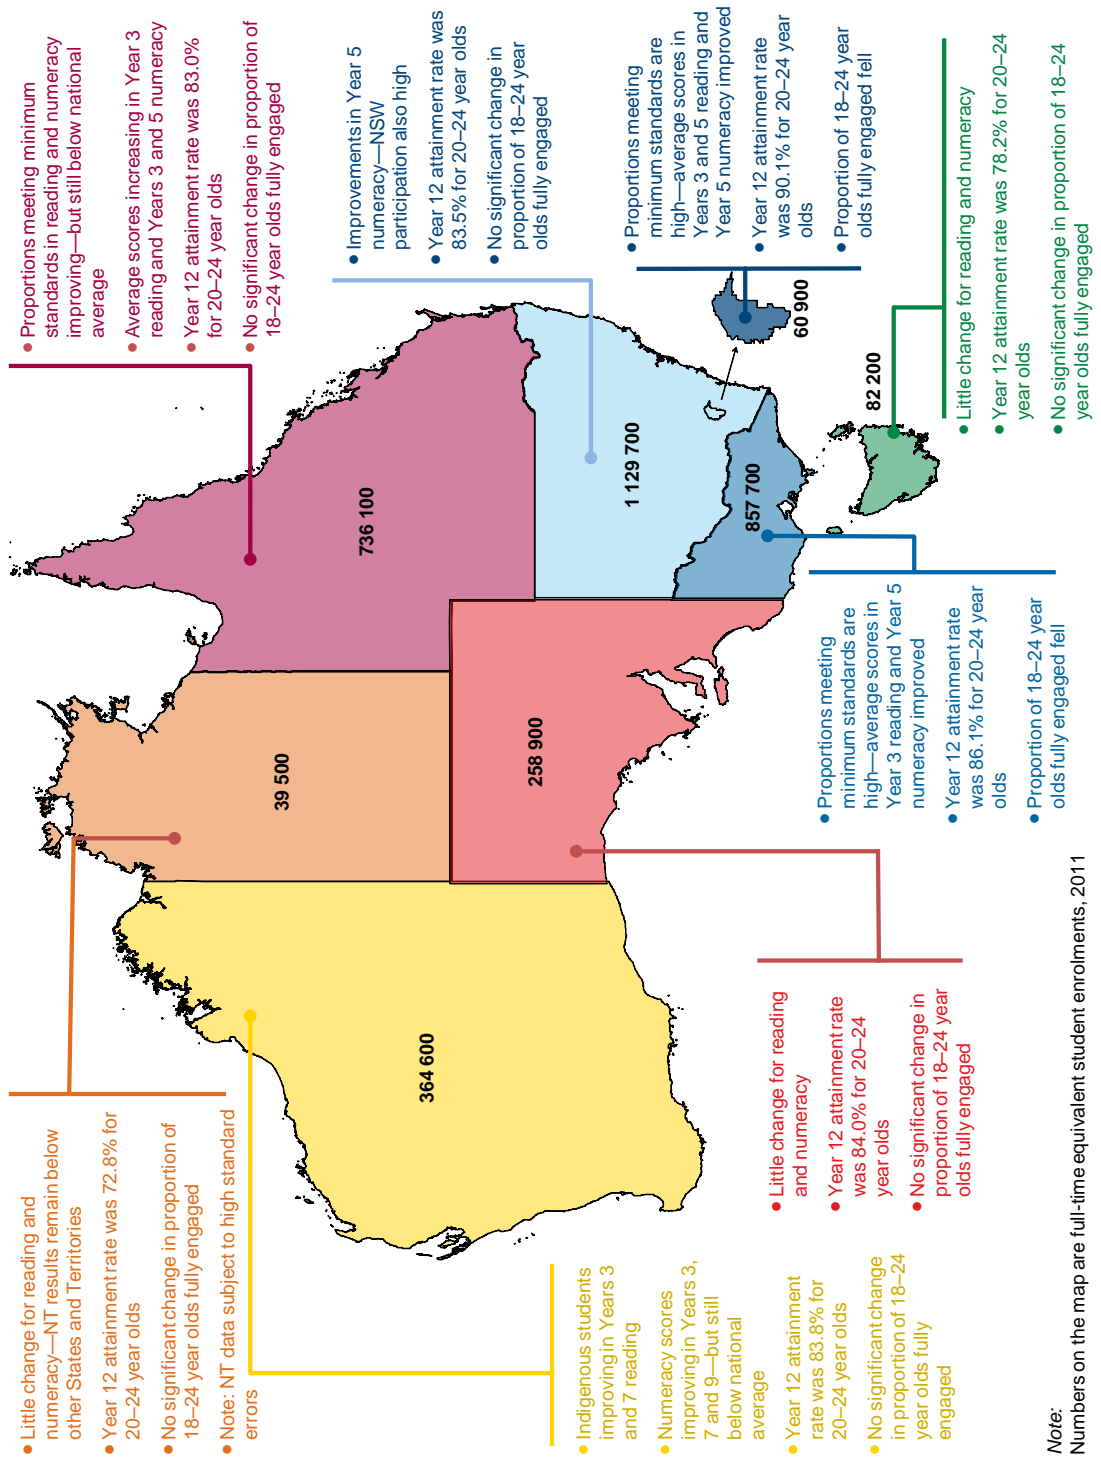 ● Little change for reading and
numeracy—NT results remain below
other States and Territories
● Year 12 attainment rate was 72.8% for
20–24 year olds
● No significant change in proportion of
18–24 year olds fully engaged
● Note: NT data subject to high standard
errors
● Proportions meeting minimum
standards in reading and numeracy
improving—but still below national
average
● Average scores increasing in Year 3
reading and Years 3 and 5 numeracy
● Year 12 attainment rate was 83.0%
for 20–24 year olds
● No significant change in proportion of
18–24 year olds fully engaged
● Improvements in Year 5
numeracy—NSW
participation also high
● Year 12 attainment rate was
83.5% for 20–24 year olds
● No significant change in
proportion of 18–24 year
olds fully engaged
● Proportions meeting
minimum standards are
high—average scores in
Years 3 and 5 reading and
Year 5 numeracy improved
● Year 12 attainment rate
was 90.1% for 20–24 year
olds
● Proportion of 18–24 year
olds fully engaged fell
● Little change for reading and numeracy
● Year 12 attainment rate was 78.2% for 20–24
year olds
● No significant change in proportion of 18–24
year olds fully engaged
39 500
736 100
364 600
258 900
1 129 700
857 700
60 900
82 200
● Indigenous students
improving in Years 3
and 7 reading
● Numeracy scores
improving in Years 3,
7 and 9—but still
below national
average
● Year 12 attainment
rate was 83.8% for
20–24 year olds
● No significant change
in proportion of 18–24
year olds fully
engaged
● Little change for reading
and numeracy
● Year 12 attainment rate
was 84.0% for 20–24
year olds
● No significant change in
proportion of 18–24 year
olds fully engaged
● Proportions meeting
minimum standards are
high—average scores in
Year 3 reading and Year 5
numeracy improved
● Year 12 attainment rate
was 86.1% for 20–24 year
olds
● Proportion of 18–24 year
olds fully engaged fell
Note:
Numbers on the map are full-time equivalent student enrolments, 2011